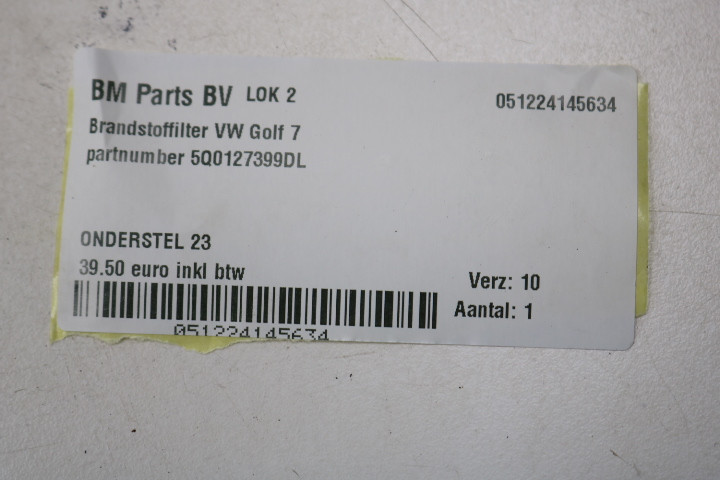 BM Parts BV LOK 2 051224145634
Brandstoffilter VW Golf 7
partnumber 5Q0127399DL
ONDERSTEL 23
39.50 euro inkl btw
Verz: 10
Aantal: 1
051224145634